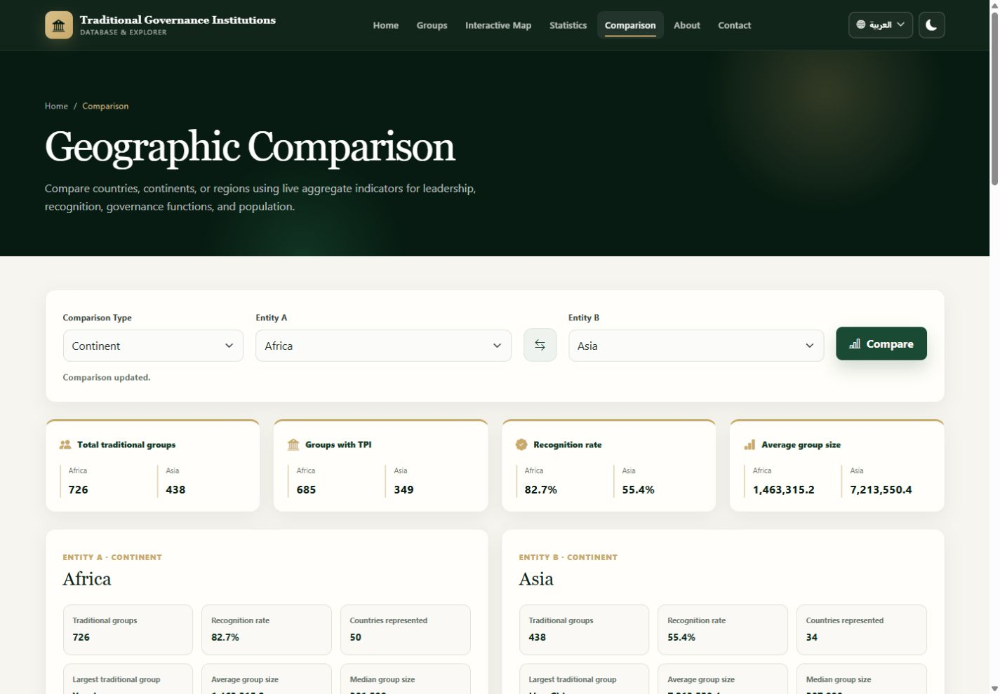 Traditional Governance Institutions
DATABASE & EXPLORER
Home
Groups
Interactive Map
Statistics
Comparison
About
Contact
العربية
Home / Comparison
Geographic Comparison
Compare countries, continents, or regions using live aggregate indicators for leadership,
recognition, governance functions, and population.
Comparison Type
Entity A
Entity B
Continent
Africa
Asia
Compare
Comparison updated.
Total traditional groups
Africa
Asia
726
438
Groups with TPI
Africa
Asia
685
349
Recognition rate
Africa
Asia
82.7%
55.4%
Average group size
Africa
Asia
1,463,315.2
7,213,550.4
ENTITY A - CONTINENT
Africa
Traditional groups
726
Recognition rate
82.7%
Countries represented
50
Largest traditional group
Average group size
Median group size
ENTITY B - CONTINENT
Asia
Traditional groups
438
Recognition rate
55.4%
Countries represented
34
Largest traditional group
Average group size
Median group size